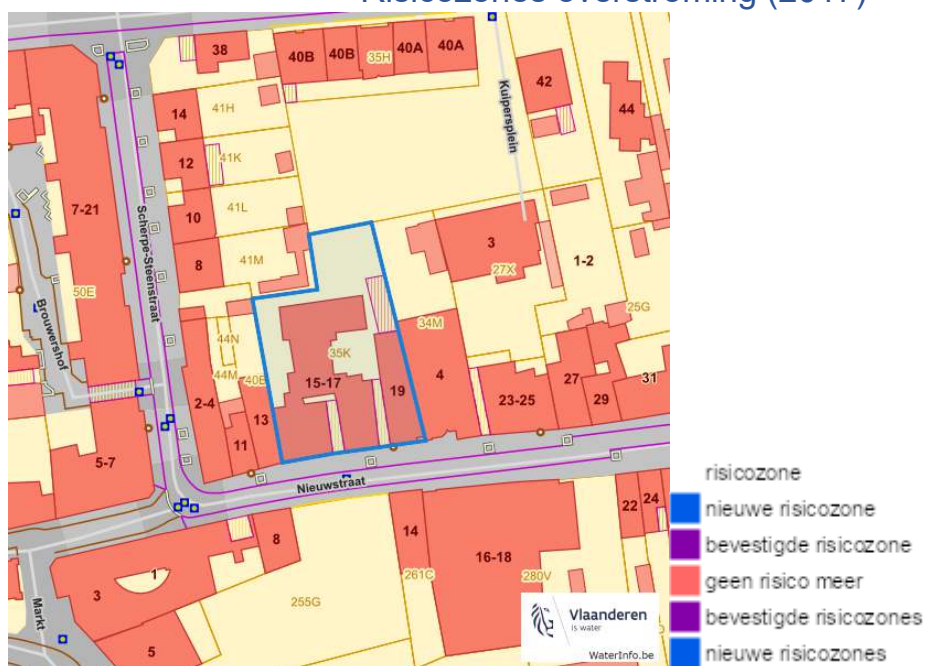 Risicozones overstroming (2017)
38
40B
40B
35H
40A
40A
42
44
Kuipersplein
14
41H
12
41K
10
41L
8
41M
7-21
50E
Scherpe-Steenstraat
Brouwershof
3
27X
1-2
25G
44N
44M
40E
2-4
11
13
35K
15-17
19
34M
4
23-25
27
29
31
5-7
Nieuwstraat
8
14
16-18
22
24
261C
280V
255G
1
3
5
Markt
Vlaanderen
is water
WaterInfo.be
risicozone
nieuwe risicozone
bevestigde risicozone
geen risico meer
bevestigde risicozones
nieuwe risicozones